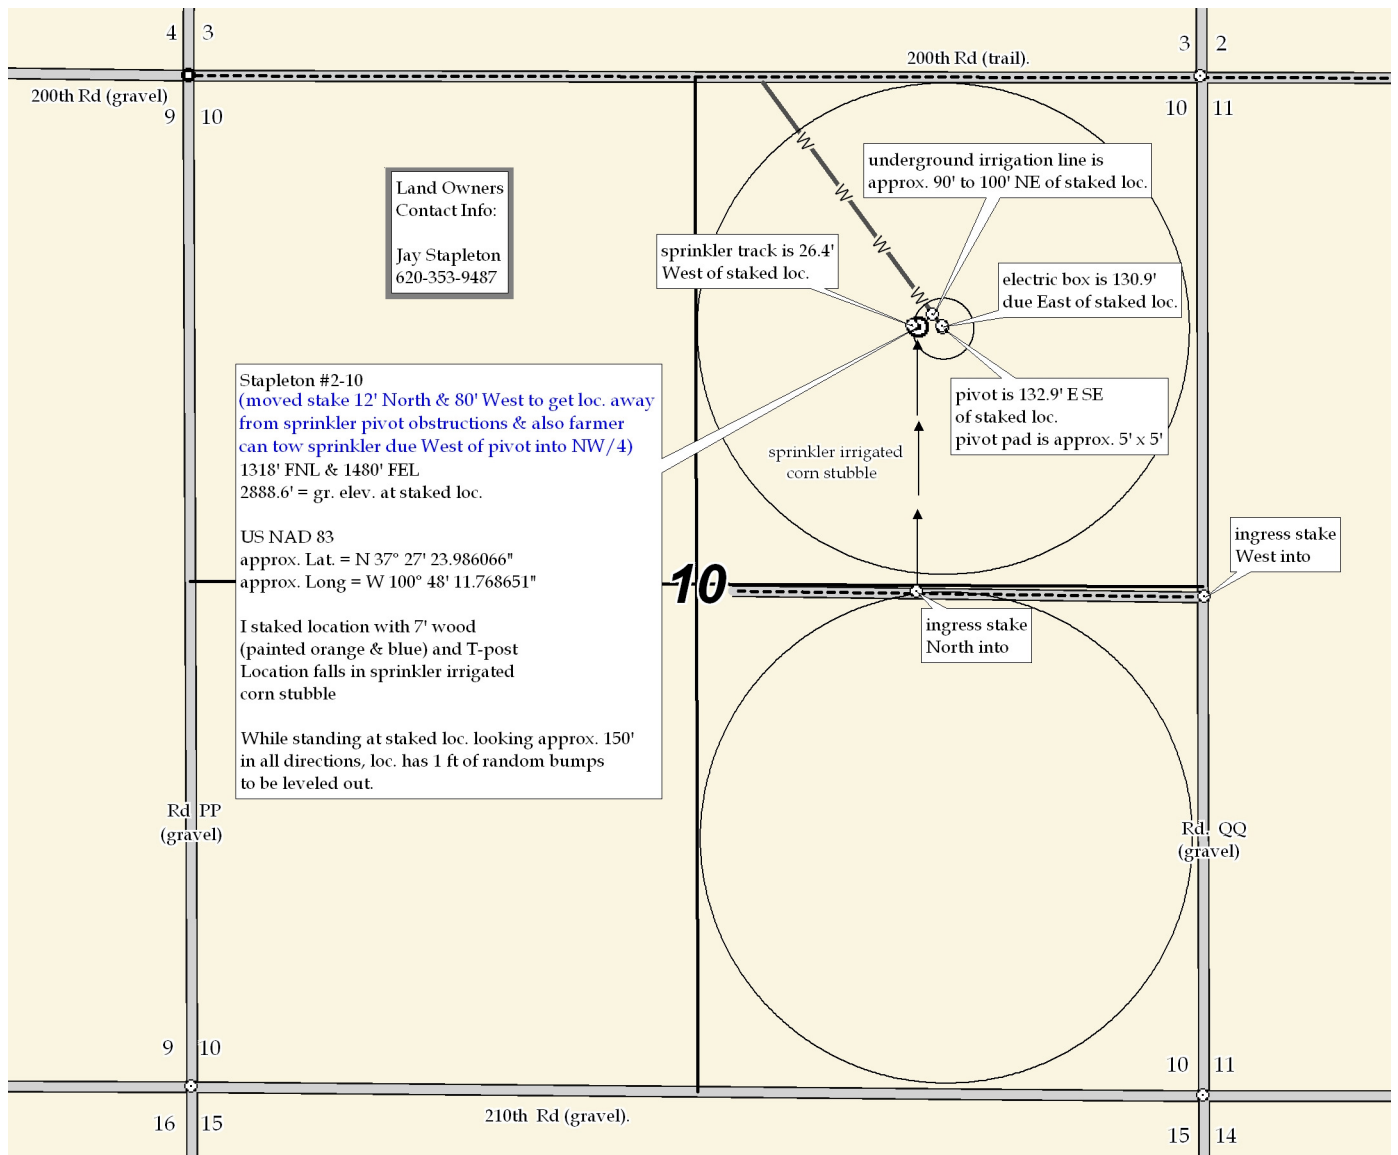 4 3
3 2
200th Rd (trail).
200th Rd (gravel)
9 10
10 11
Land Owners
Contact Info:
Jay Stapleton
620-353-9487
underground irrigation line is
approx. 90' to 100' NE of staked loc.
W
W
W
W
sprinkler track is 26.4'
West of staked loc.
electric box is 130.9'
due East of staked loc.
pivot is 132.9' E SE
of staked loc.
pivot pad is approx. 5' x 5'
Stapleton #2-10
(moved stake 12' North & 80' West to get loc. away
from sprinkler pivot obstructions & also farmer
can tow sprinkler due West of pivot into NW/4)
1318' FNL & 1480' FEL
2888.6' = gr. elev. at staked loc.
US NAD 83
approx. Lat. = N 37° 27' 23.986066"
approx. Long = W 100° 48' 11.768651"
I staked location with 7' wood
(painted orange & blue) and T-post
Location falls in sprinkler irrigated
corn stubble
While standing at staked loc. looking approx. 150'
in all directions, loc. has 1 ft of random bumps
to be leveled out.
sprinkler irrigated
corn stubble
10
ingress stake
West into
ingress stake
North into
Rd PP
(gravel)
Rd. QQ
(gravel)
9 10
10 11
16 15
210th Rd (gravel).
15 14